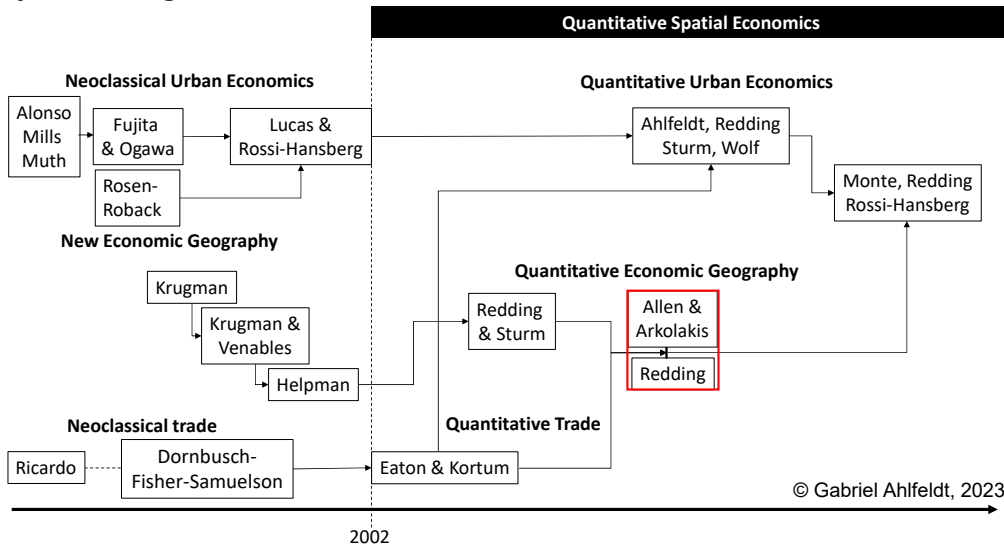 Quantitative Spatial Economics
Neoclassical Urban Economics
Quantitative Urban Economics
Alonso
Mills
Muth
Fujita
& Ogawa
Lucas &
Rossi-Hansberg
Ahlfeldt, Redding
Sturm, Wolf
Rosen-
Roback
Monte, Redding
Rossi-Hansberg
New Economic Geography
Quantitative Economic Geography
Krugman
Krugman &
Venables
Helpman
Redding
& Sturm
Allen &
Arkolakis
Redding
Neoclassical trade
Quantitative Trade
Ricardo
Dornbusch-
Fisher-Samuelson
Eaton & Kortum
© Gabriel Ahlfeldt, 2023
2002